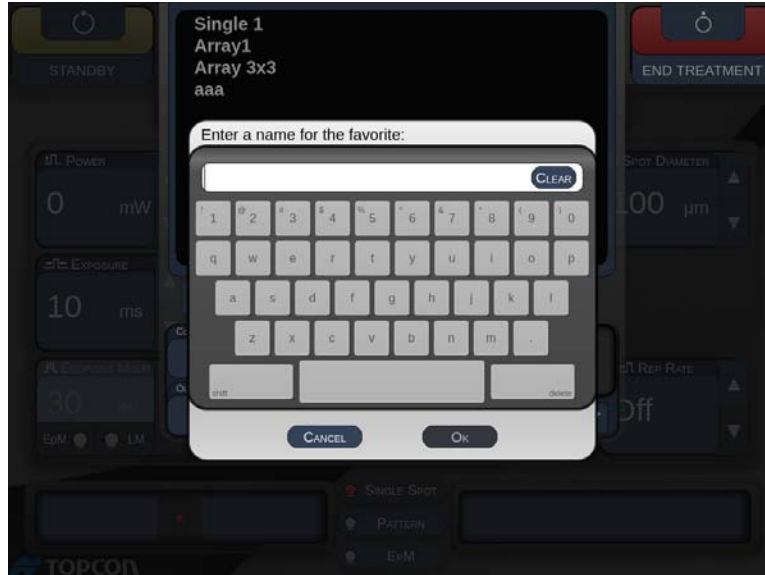 Single 1
Array1
Array 3x3
aaa
STANDBY
END TREATMENT
Enter a name for the favorite:
CLEAR
! 1 @ 2 # 3 $ 4 % 5 ^ 6 & 7 * 8 ( 9 ) 0
q w e r t y u i o p
a s d f g h j k l
z x c v b n m .
shift delete
CANCEL OK
POWER
0 mW
EXPOSURE
10 ms
30
EPM LM
SPOT DIAMETER
100 µm
REP RATE
Off
SINGLE SPOT
PATTERN
EPM
TOPCON